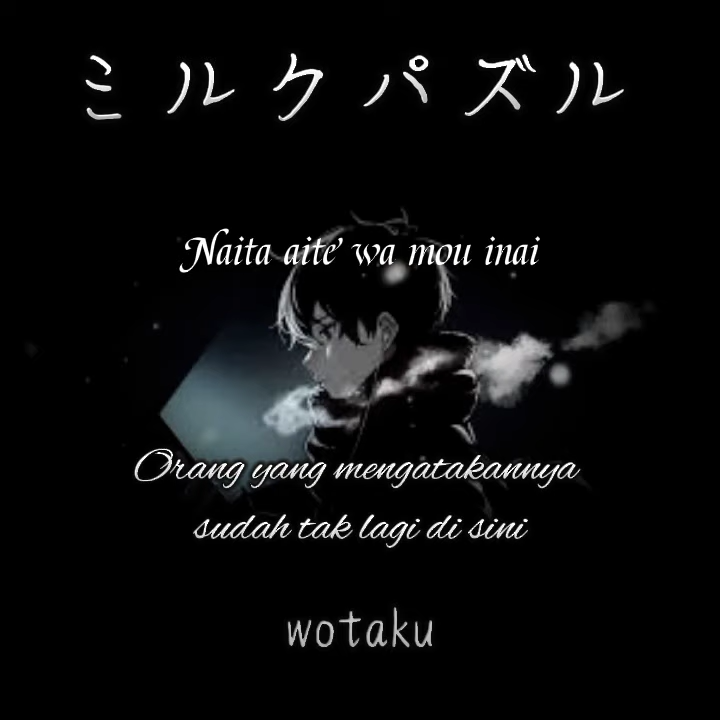 ミルクパズル
Naita aite wa mou inai
Orang yang mengatakannya
sudah tak lagi di sini
wotaku